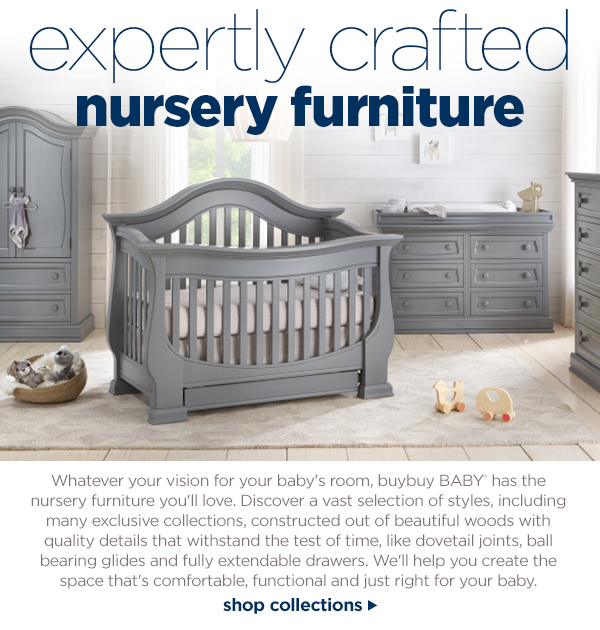 expertly crafted
nursery furniture
Whatever your vision for your baby's room, buybuy BABY® has the
nursery furniture you'll love. Discover a vast selection of styles, including
many exclusive collections, constructed out of beautiful woods with
quality details that withstand the test of time, like dovetail joints, ball
bearing glides and fully extendable drawers. We'll help you create the
space that's comfortable, functional and just right for your baby.
shop collections ▶